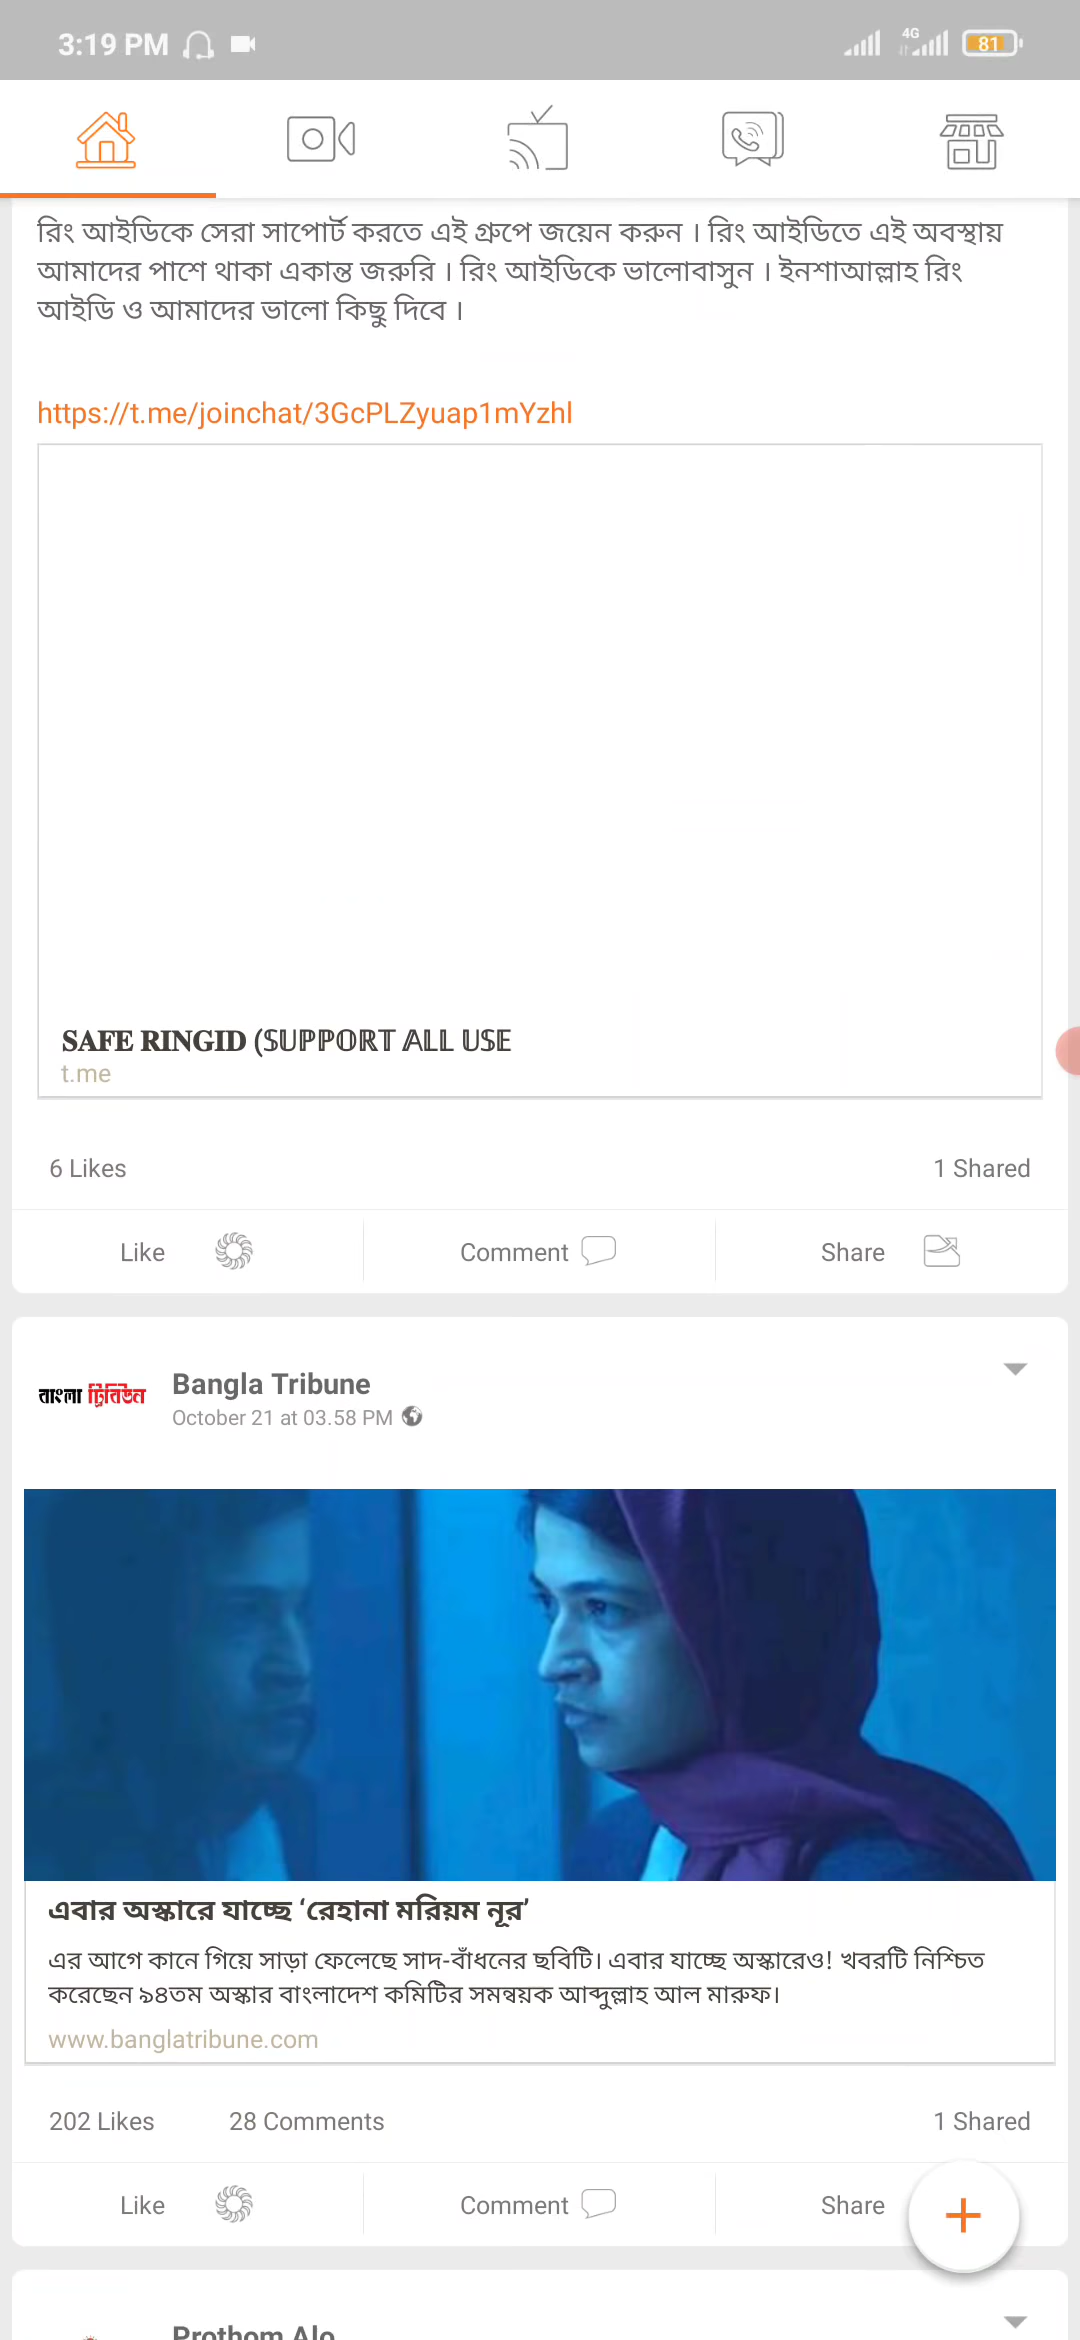 3:19 PM
4G
81
রিং আইডিকে সেরা সাপোর্ট করতে এই গ্রুপে জয়েন করুন । রিং আইডিতে এই অবস্থায়
আমাদের পাশে থাকা একান্ত জরুরি । রিং আইডিকে ভালোবাসুন । ইনশাআল্লাহ রিং
আইডি ও আমাদের ভালো কিছু দিবে ।
https://t.me/joinchat/3GcPLZyuap1mYzhl
𝐒𝐀𝐅𝐄 𝐑𝐈𝐍𝐆𝐈𝐃 (𝕊𝕌ℙℙ𝕆ℝ𝕋 𝔸𝕃𝕃 𝕌𝕊𝔼
t.me
6 Likes
1 Shared
Like
Comment
Share
বাংলা ট্রিবিউন
Bangla Tribune
October 21 at 03.58 PM
এবার অস্কারে যাচ্ছে ‘রেহানা মরিয়ম নূর’
এর আগে কানে গিয়ে সাড়া ফেলেছে সাদ-বাঁধনের ছবিটি। এবার যাচ্ছে অস্কারেও! খবরটি নিশ্চিত
করেছেন ৯৪তম অস্কার বাংলাদেশ কমিটির সমন্বয়ক আব্দুল্লাহ আল মারুফ।
www.banglatribune.com
202 Likes
28 Comments
1 Shared
Like
Comment
Share
Prothom Alo